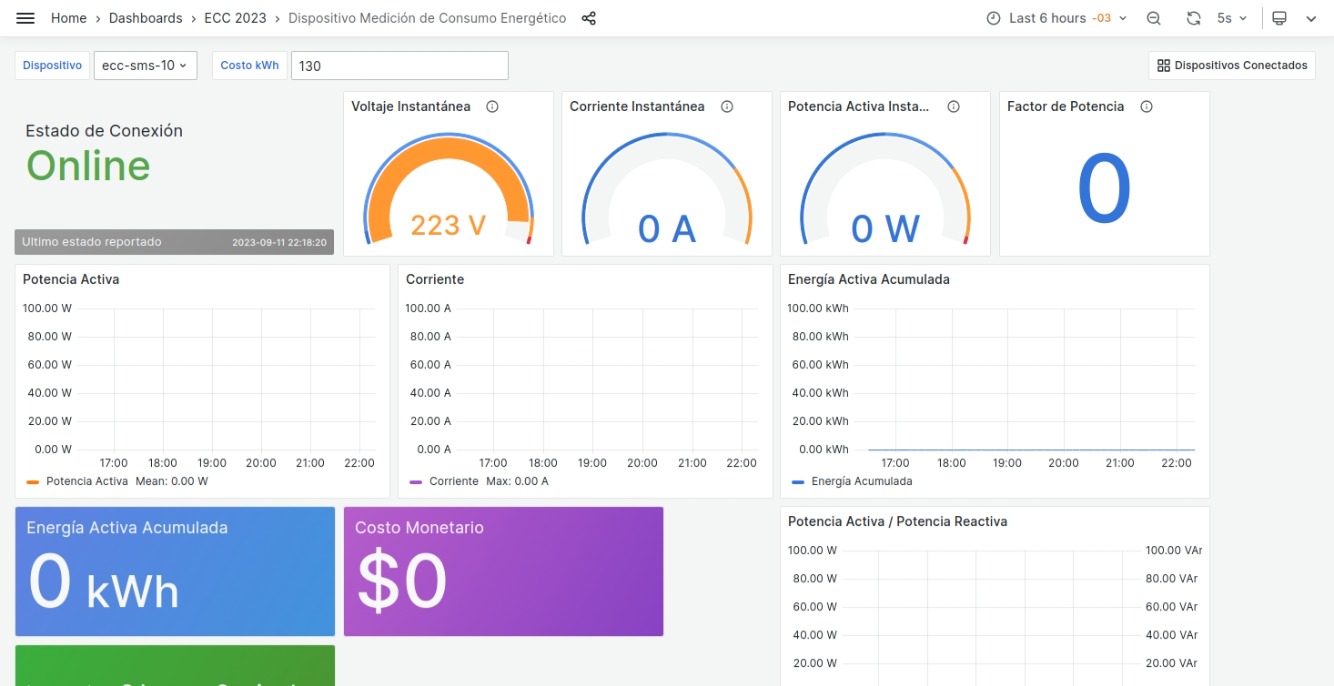 Home › Dashboards › ECC 2023 › Dispositivo Medición de Consumo Energético
Last 6 hours -03
5s
Dispositivo
ecc-sms-10
Costo kWh
130
Dispositivos Conectados
Estado de Conexión
Online
Ultimo estado reportado
2023-09-11 22:18:20
Voltaje Instantánea
223 V
Corriente Instantánea
0 A
Potencia Activa Insta...
0 W
Factor de Potencia
0
Potencia Activa
100.00 W
80.00 W
60.00 W
40.00 W
20.00 W
0.00 W
17:00 18:00 19:00 20:00 21:00 22:00
Potencia Activa Mean: 0.00 W
Corriente
100.00 A
80.00 A
60.00 A
40.00 A
20.00 A
0.00 A
17:00 18:00 19:00 20:00 21:00 22:00
Corriente Max: 0.00 A
Energía Activa Acumulada
100.00 kWh
80.00 kWh
60.00 kWh
40.00 kWh
20.00 kWh
0.00 kWh
17:00 18:00 19:00 20:00 21:00 22:00
Energía Acumulada
Energía Activa Acumulada
0 kWh
Costo Monetario
$0
Potencia Activa / Potencia Reactiva
100.00 W
80.00 W
60.00 W
40.00 W
20.00 W
100.00 VAr
80.00 VAr
60.00 VAr
40.00 VAr
20.00 VAr